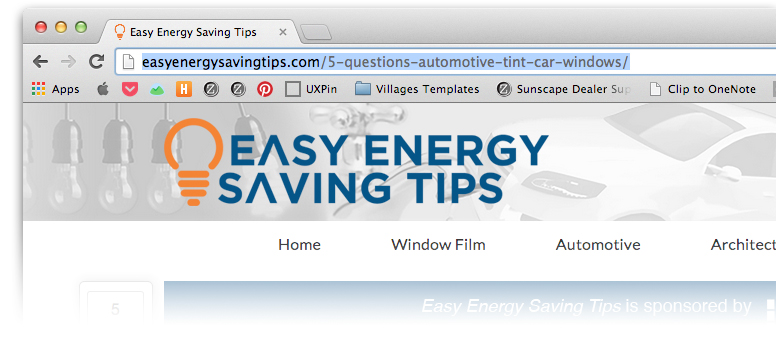 Easy Energy Saving Tips
easyenergysavingtips.com/5-questions-automotive-tint-car-windows/
Apps H UXPin Villages Templates Sunscape Dealer Sup Clip to OneNote
EASY ENERGY
SAVING TIPS
Home Window Film Automotive Architect
5
Easy Energy Saving Tips is sponsored by